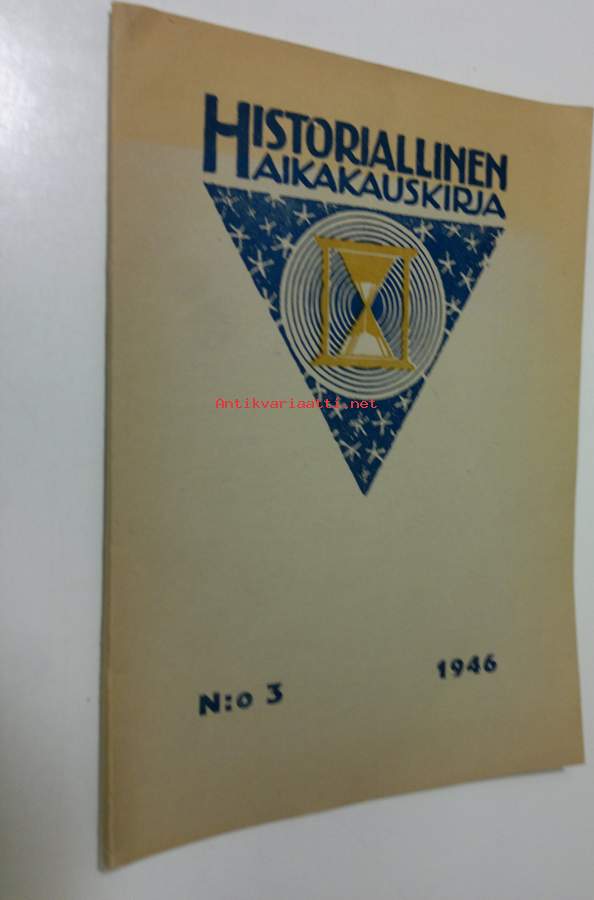 HISTORIALLINEN
AIKAKAUSKIRJA
Antikvariaatti.net
N:o 3 1946